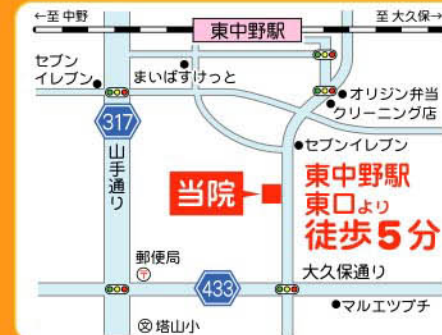 ←至 中野
東中野駅
至 大久保→
セブン
イレブン
まいばすけっと
オリジン弁当
クリーニング店
317
山手通り
セブンイレブン
当院
東中野駅
東口より
徒歩5分
郵便局
〒
433
大久保通り
マルエツプチ
文 塔山小